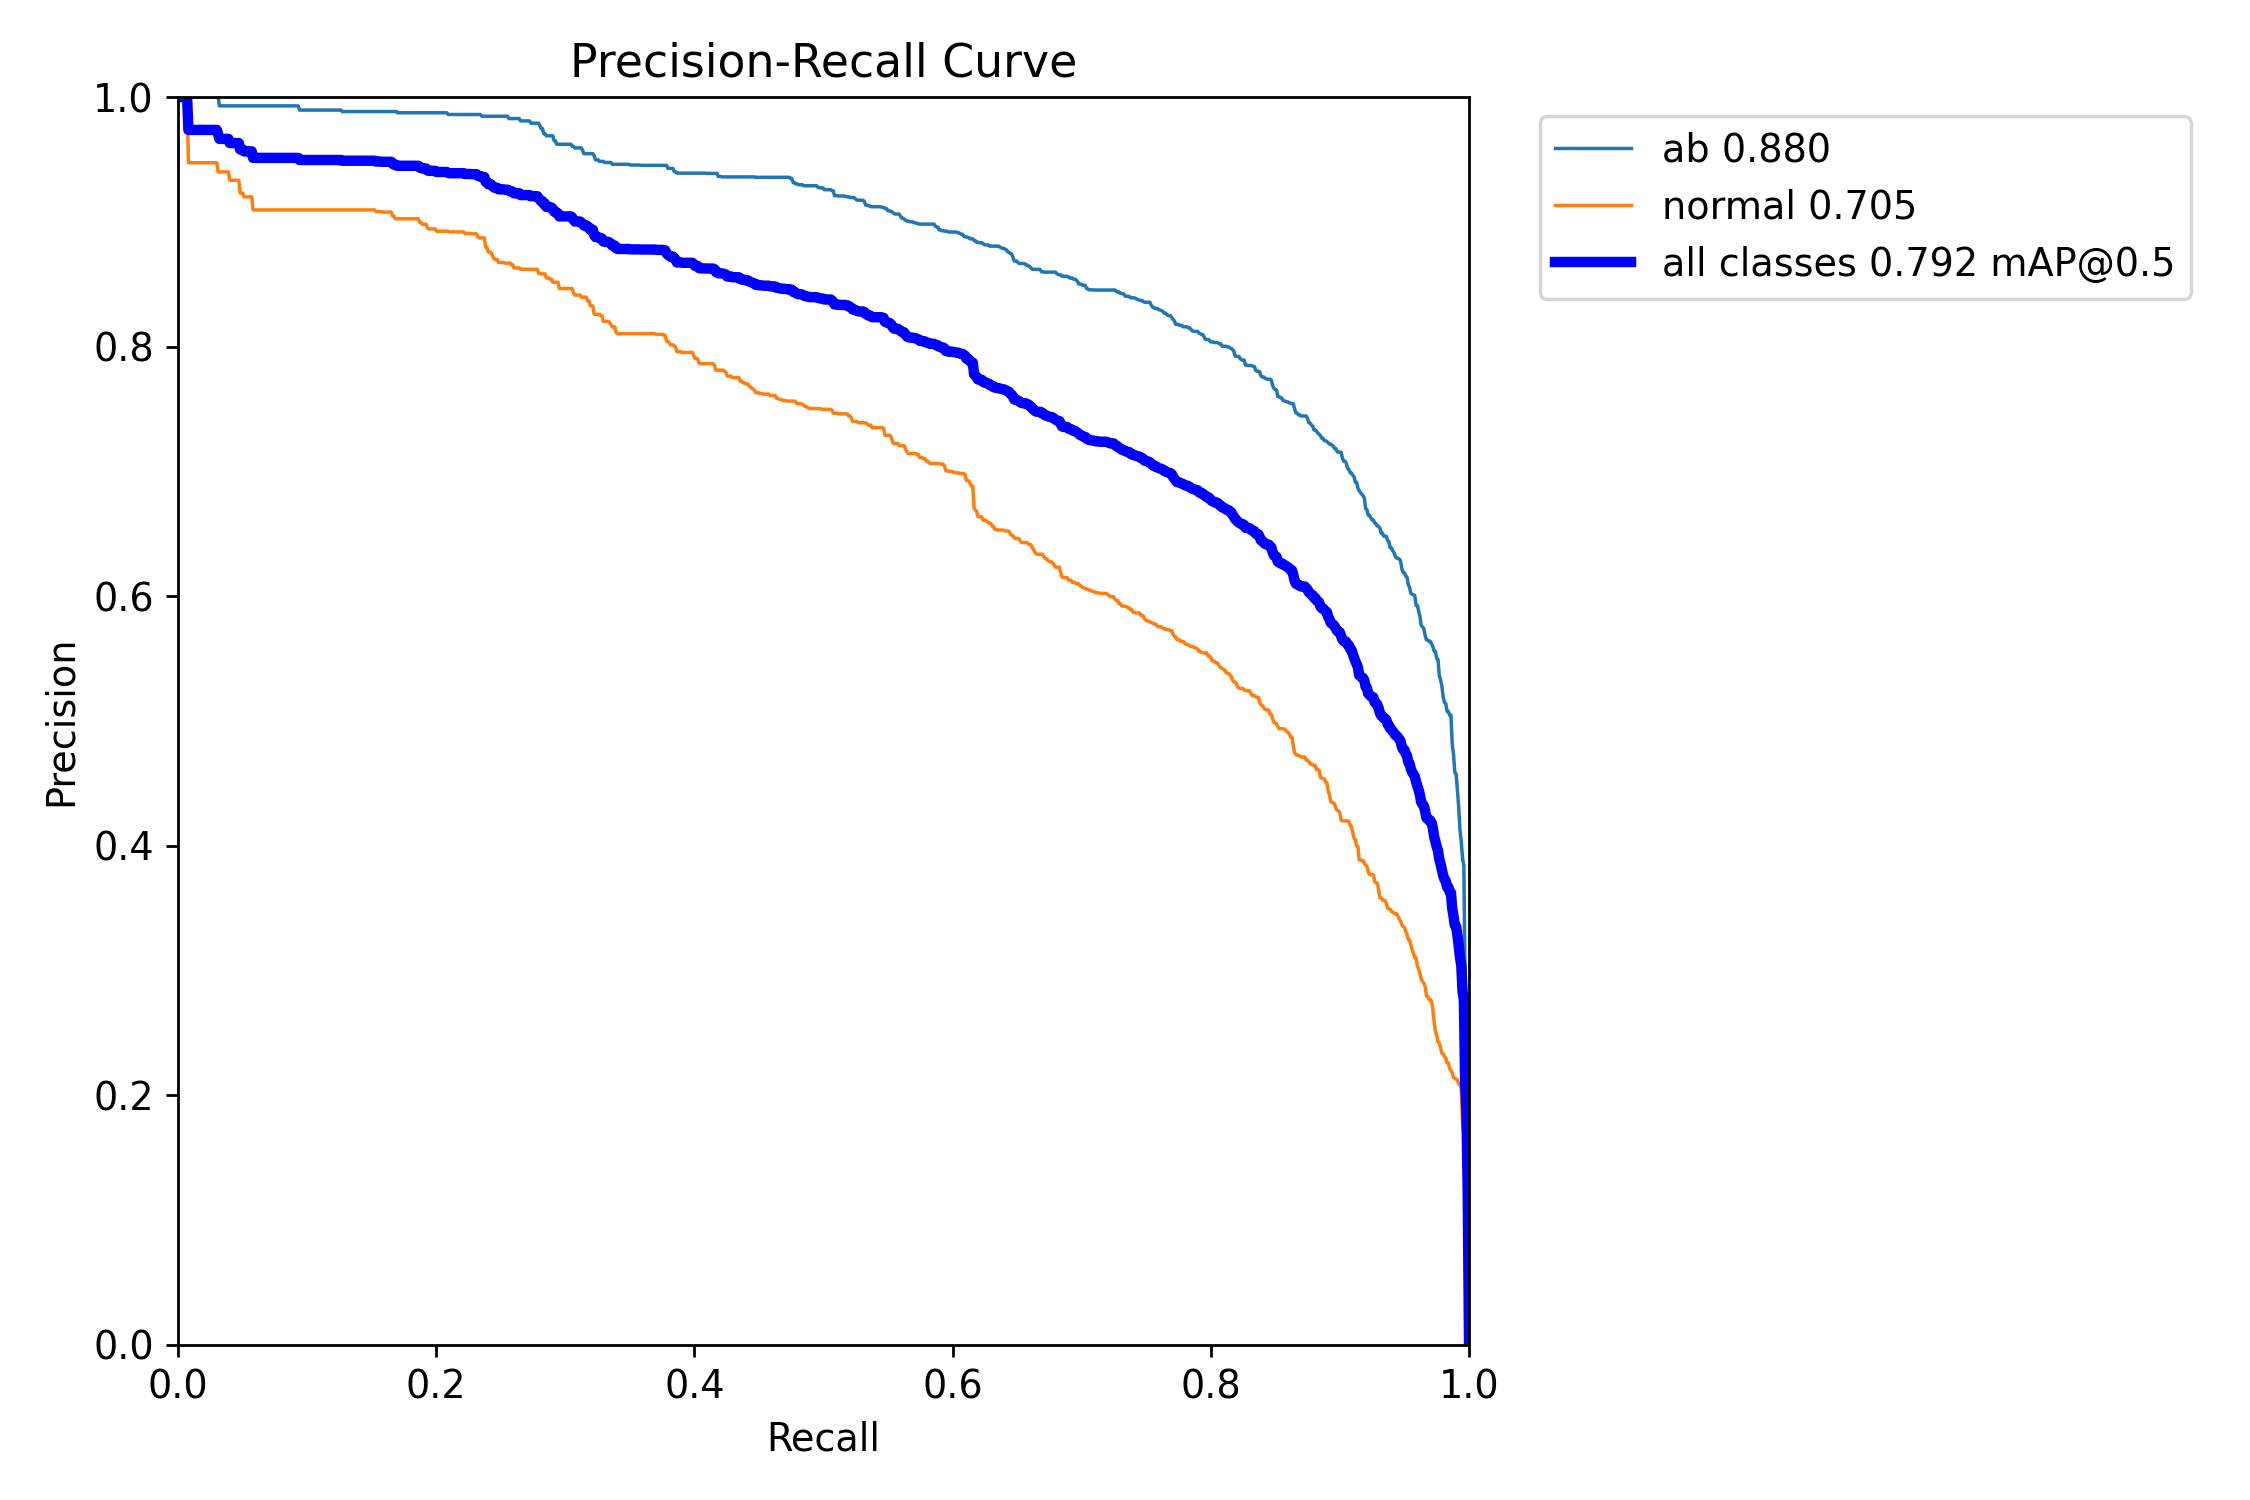 Precision-Recall Curve
ab 0.880
normal 0.705
all classes 0.792 mAP@0.5
1.0
0.8
0.6
0.4
0.2
0.0
Precision
0.0 0.2 0.4 0.6 0.8 1.0
Recall